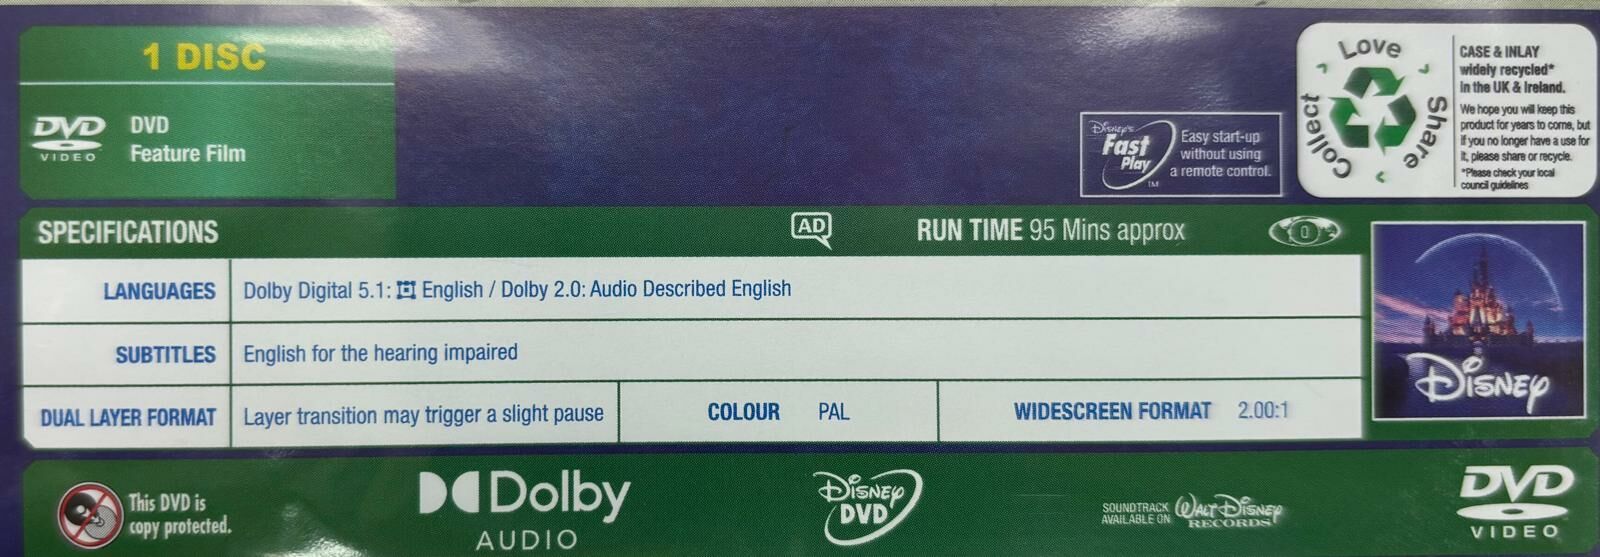 1 DISC
DVD
VIDEO
DVD
Feature Film
Disney's
Fast
Play
TM
Easy start-up
without using
a remote control.
Love
Share
Collect
CASE & INLAY
widely recycled*
in the UK & Ireland.
We hope you will keep this
product for years to come, but
if you no longer have a use for
it, please share or recycle.
*Please check your local
council guidelines
SPECIFICATIONS
AD
RUN TIME 95 Mins approx
0
LANGUAGES Dolby Digital 5.1: English / Dolby 2.0: Audio Described English
SUBTITLES English for the hearing impaired
DUAL LAYER FORMAT Layer transition may trigger a slight pause COLOUR PAL WIDESCREEN FORMAT 2.00:1
Disney
This DVD is
copy protected.
Dolby
AUDIO
Disney
DVD
SOUNDTRACK
AVAILABLE ON
Walt Disney
RECORDS
DVD
VIDEO